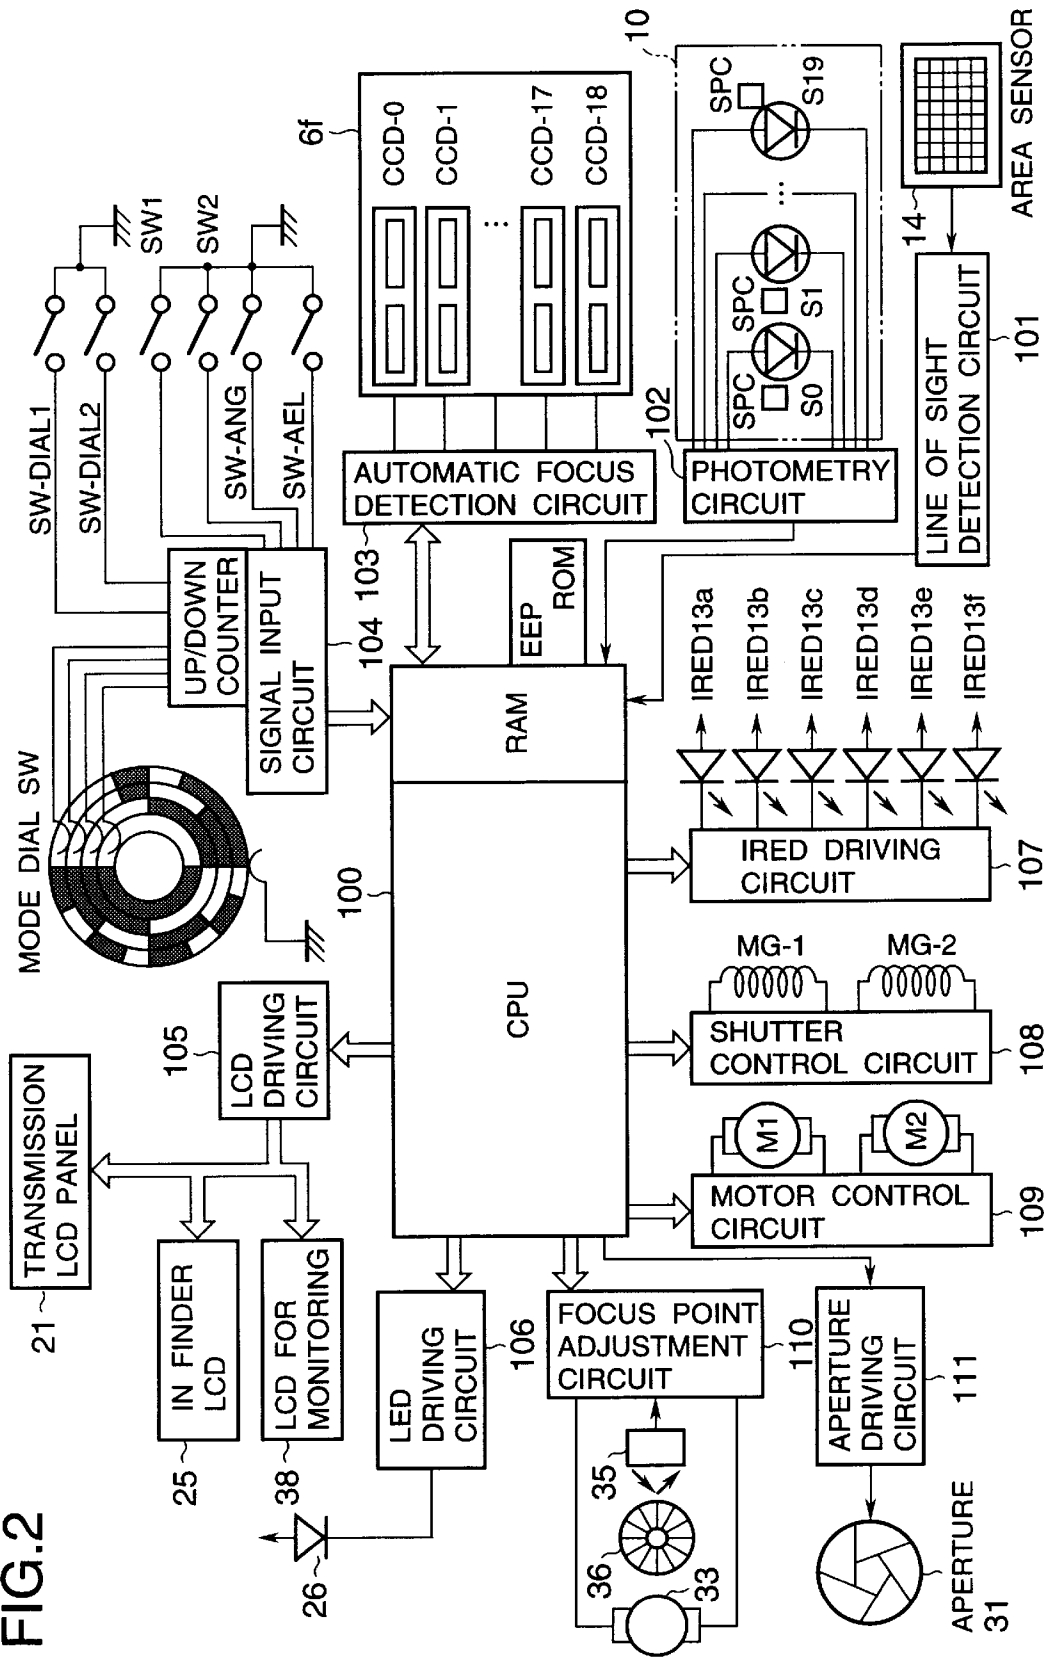 FIG.2
21
TRANSMISSION
LCD PANEL
25
IN FINDER
LCD
38
LCD FOR
MONITORING
26
105
LCD
DRIVING
CIRCUIT
MODE DIAL SW
SW-DIAL1
SW-DIAL2
SW1
SW2
SW-ANG
SW-AEL
UP/DOWN
COUNTER
SIGNAL INPUT
CIRCUIT
104
6f
CCD-0
CCD-1
...
CCD-17
CCD-18
AUTOMATIC FOCUS
DETECTION CIRCUIT
103
EEP
ROM
100
CPU
RAM
LED
DRIVING
CIRCUIT
106
FOCUS POINT
ADJUSTMENT
CIRCUIT
110
35
36
33
APERTURE
DRIVING
CIRCUIT
111
APERTURE
31
MOTOR CONTROL
CIRCUIT
109
M1
M2
SHUTTER
CONTROL CIRCUIT
108
MG-1
MG-2
IRED DRIVING
CIRCUIT
107
IRED13a
IRED13b
IRED13c
IRED13d
IRED13e
IRED13f
102
PHOTOMETRY
CIRCUIT
10
SPC
S0
SPC
S1
...
SPC
S19
LINE OF SIGHT
DETECTION CIRCUIT
101
14
AREA SENSOR